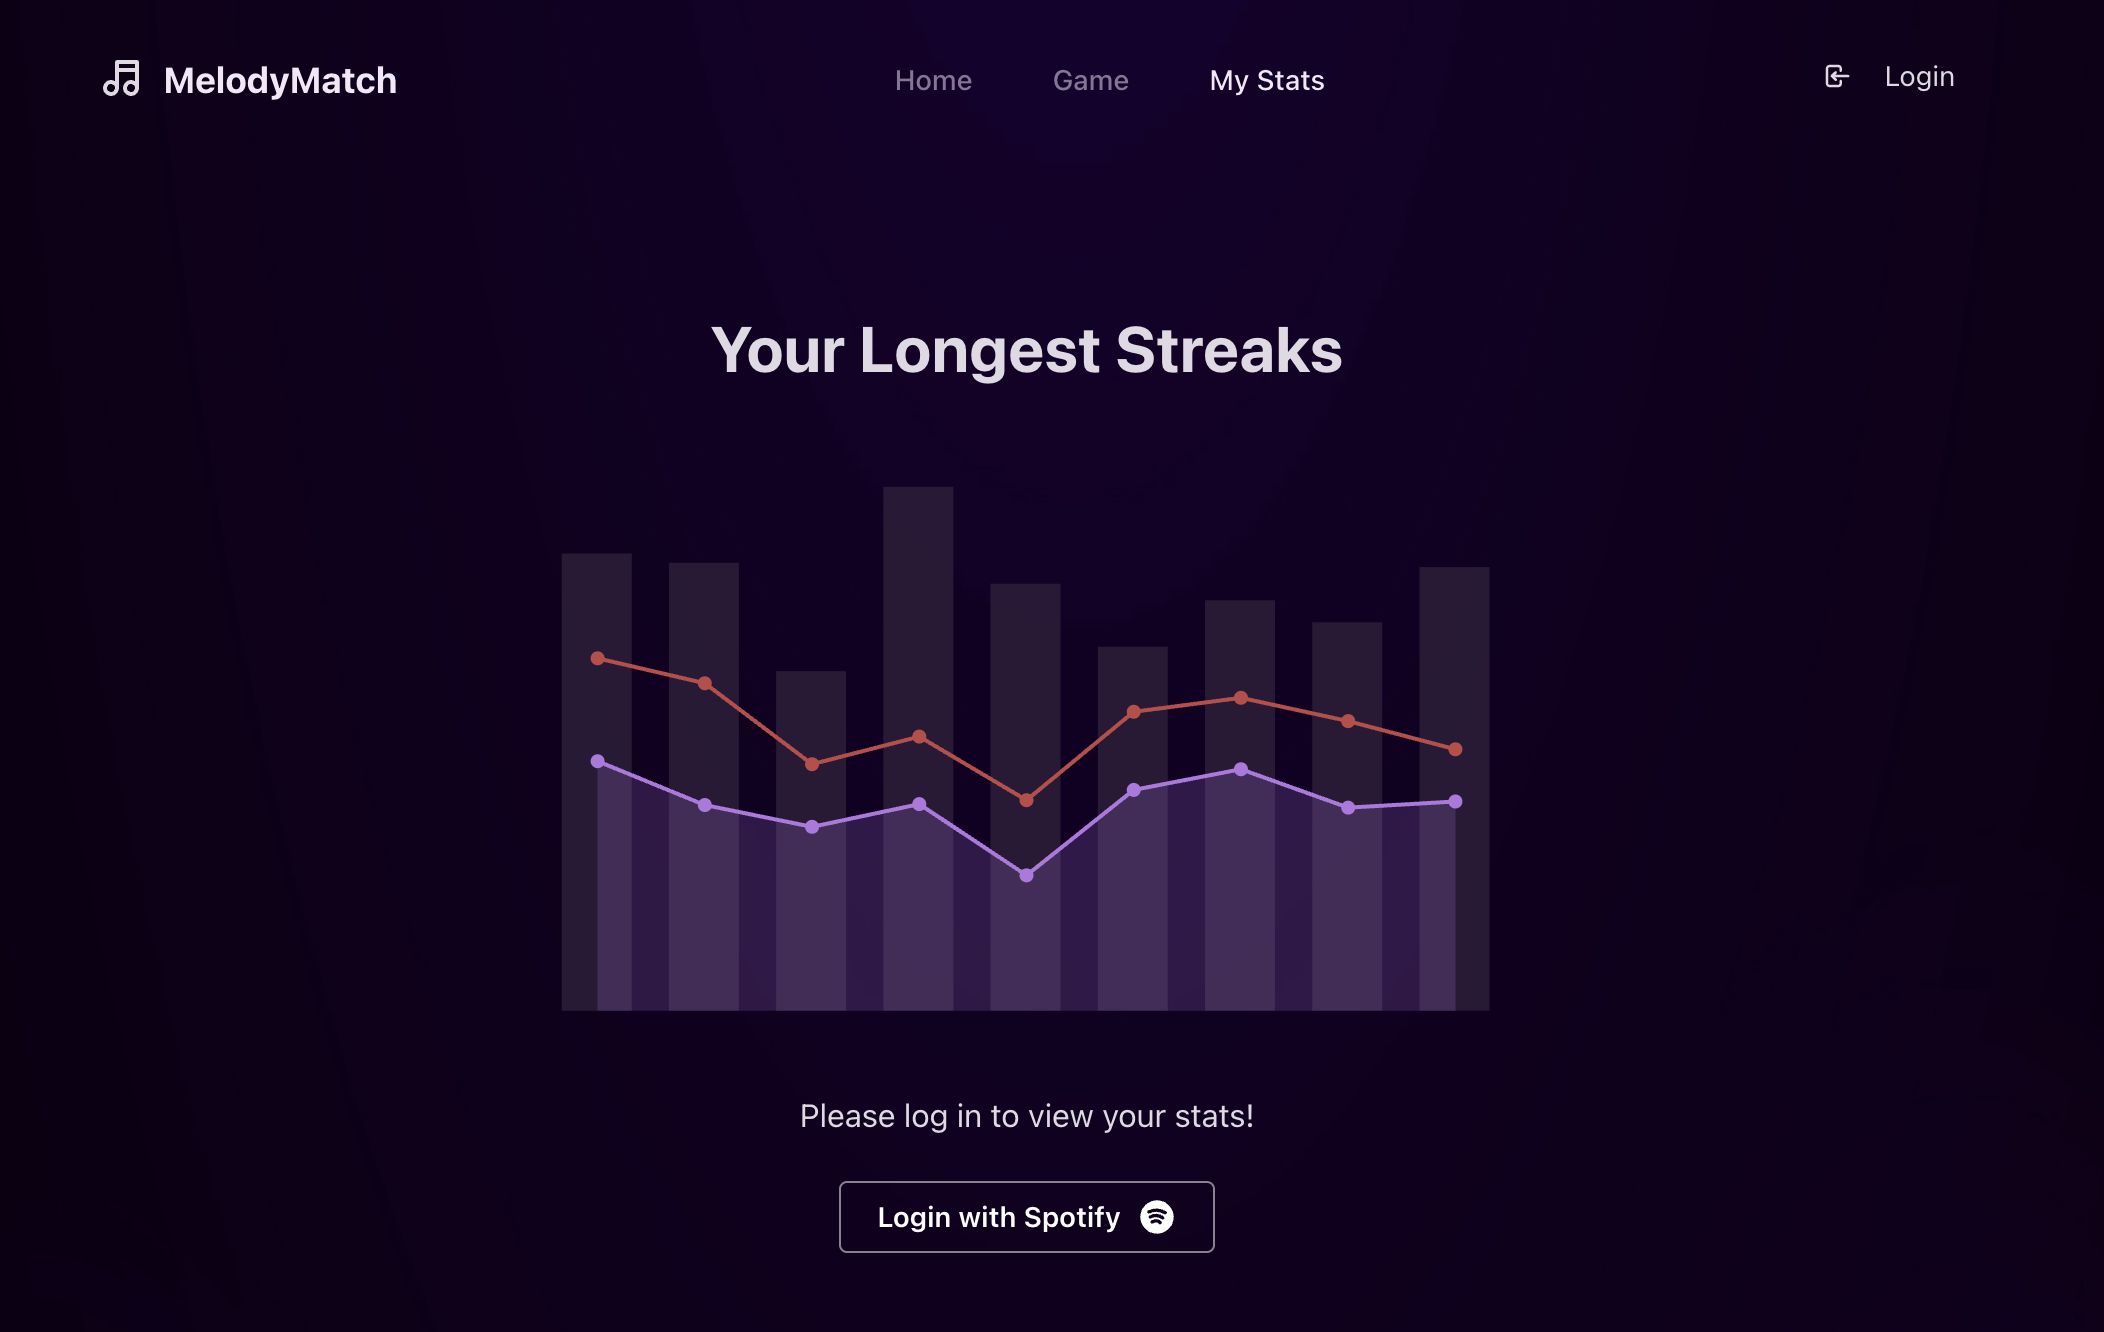 MelodyMatch
Home
Game
My Stats
Login
Your Longest Streaks
Please log in to view your stats!
Login with Spotify